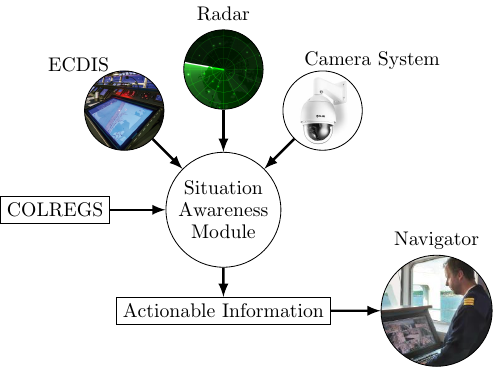 Radar
ECDIS
Camera System
Situation
Awareness
Module
COLREGS
Navigator
Actionable Information